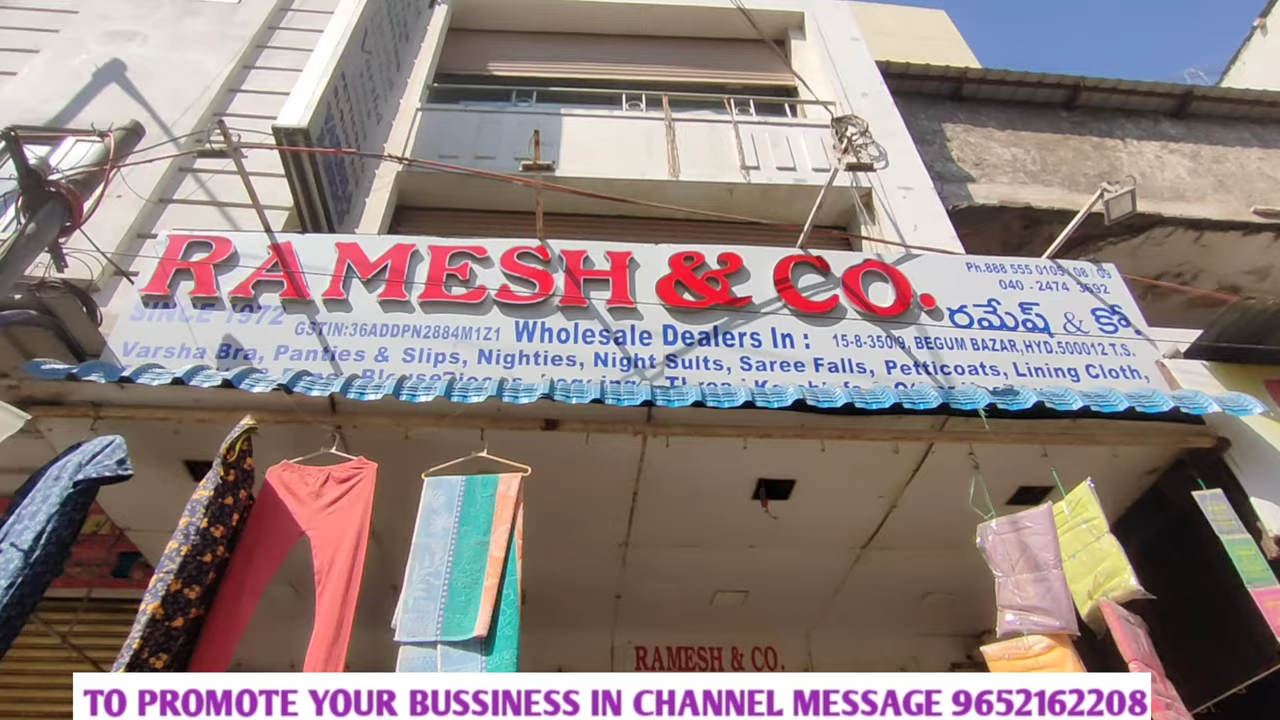 RAMESH & CO.
Ph.888 555 0105 / 08 / 09
040 - 2474 3692
రమేష్ & కో.
SINCE 1972
GSTIN:36ADDPN2884M1Z1 Wholesale Dealers In : 15-8-350/9, BEGUM BAZAR,HYD.500012 T.S.
Varsha Bra, Panties & Slips, Nighties, Night Suits, Saree Falls, Petticoats, Lining Cloth,
RAMESH & CO.
TO PROMOTE YOUR BUSSINESS IN CHANNEL MESSAGE 9652162208